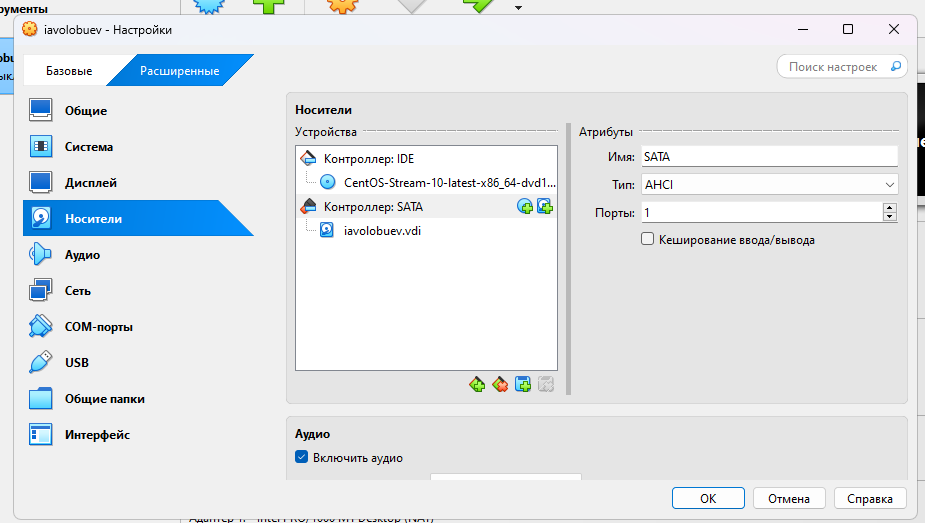 рументы
iavolobuev - Настройки
Базовые
Расширенные
Поиск настроек
Общие
Система
Дисплей
Носители
Аудио
Сеть
COM-порты
USB
Общие папки
Интерфейс
Носители
Устройства
Контроллер: IDE
CentOS-Stream-10-latest-x86_64-dvd1...
Контроллер: SATA
iavolobuev.vdi
Атрибуты
Имя: SATA
Тип: AHCI
Порты: 1
Кеширование ввода/вывода
Аудио
Включить аудио
OK
Отмена
Справка